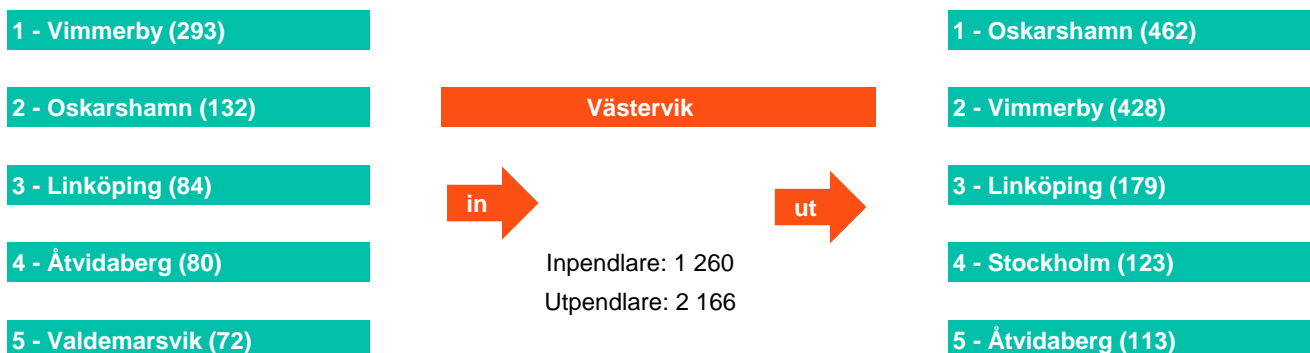 1 - Vimmerby (293)
2 - Oskarshamn (132)
3 - Linköping (84)
4 - Åtvidaberg (80)
5 - Valdemarsvik (72)
Västervik
in
ut
Inpendlare: 1 260
Utpendlare: 2 166
1 - Oskarshamn (462)
2 - Vimmerby (428)
3 - Linköping (179)
4 - Stockholm (123)
5 - Åtvidaberg (113)